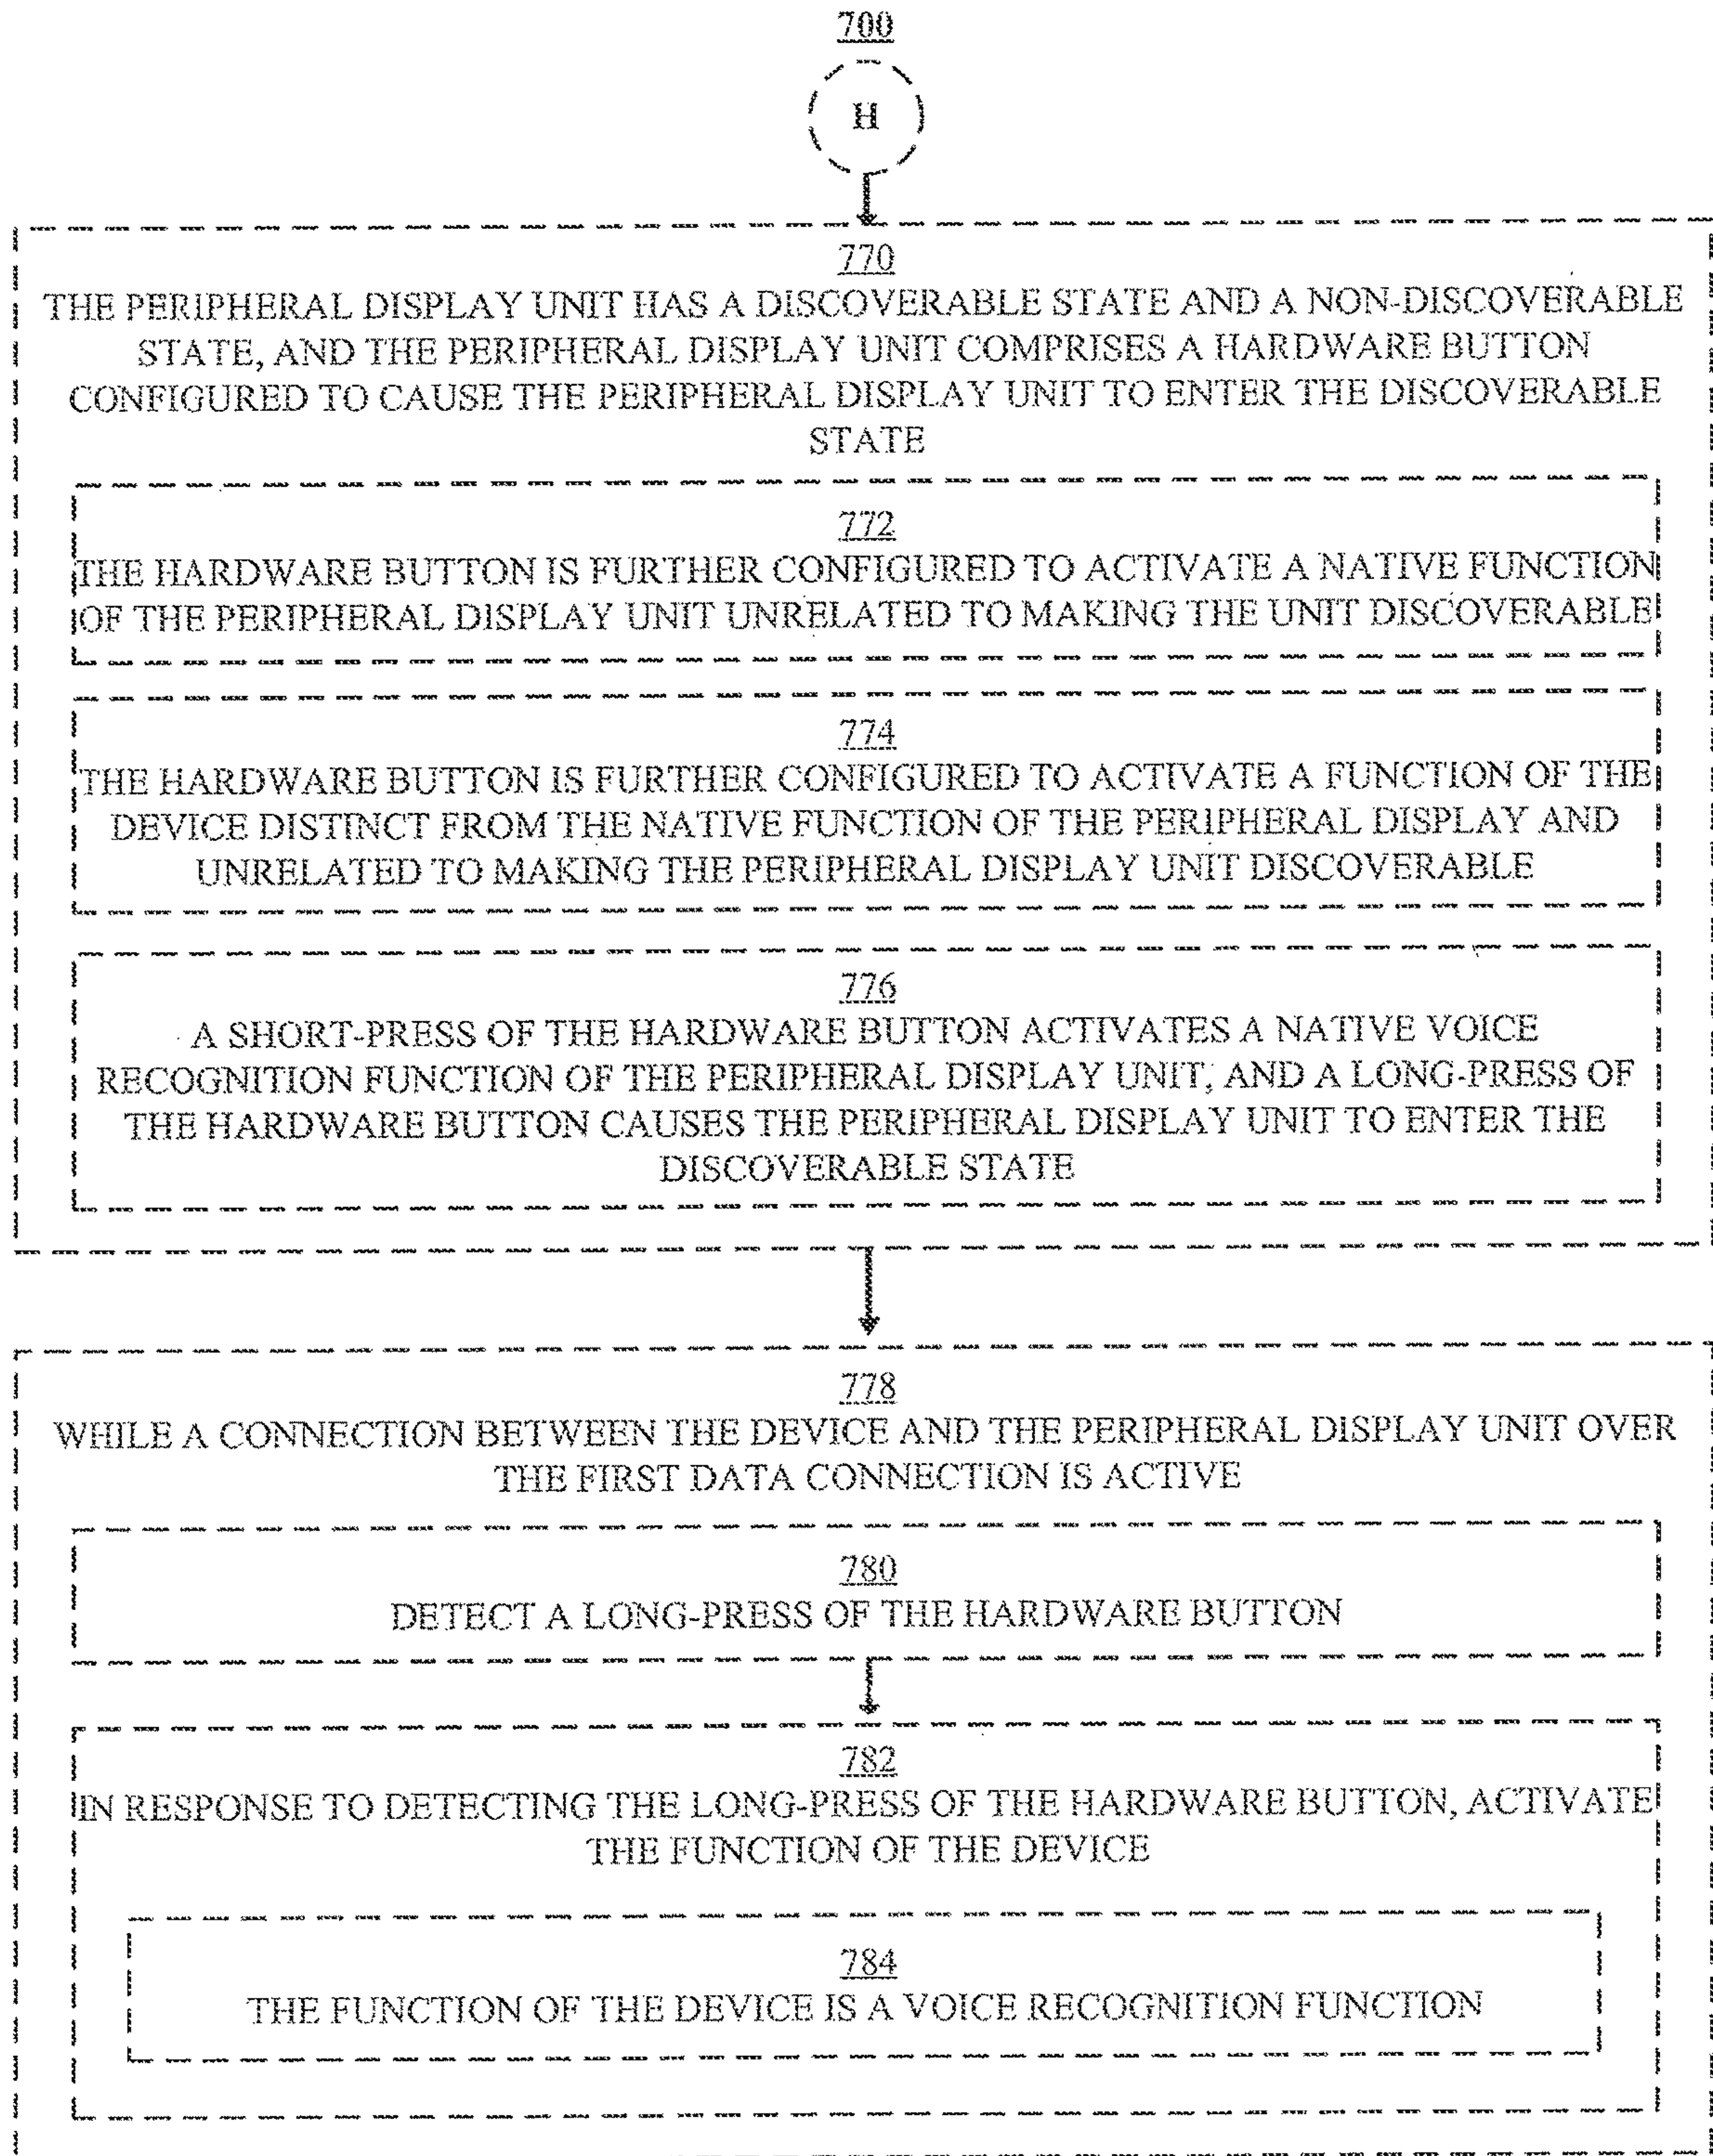 700
H
770
THE PERIPHERAL DISPLAY UNIT HAS A DISCOVERABLE STATE AND A NON-DISCOVERABLE
STATE, AND THE PERIPHERAL DISPLAY UNIT COMPRISES A HARDWARE BUTTON
CONFIGURED TO CAUSE THE PERIPHERAL DISPLAY UNIT TO ENTER THE DISCOVERABLE
STATE
772
THE HARDWARE BUTTON IS FURTHER CONFIGURED TO ACTIVATE A NATIVE FUNCTION
OF THE PERIPHERAL DISPLAY UNIT UNRELATED TO MAKING THE UNIT DISCOVERABLE
774
THE HARDWARE BUTTON IS FURTHER CONFIGURED TO ACTIVATE A FUNCTION OF THE
DEVICE DISTINCT FROM THE NATIVE FUNCTION OF THE PERIPHERAL DISPLAY AND
UNRELATED TO MAKING THE PERIPHERAL DISPLAY UNIT DISCOVERABLE
776
A SHORT-PRESS OF THE HARDWARE BUTTON ACTIVATES A NATIVE VOICE
RECOGNITION FUNCTION OF THE PERIPHERAL DISPLAY UNIT, AND A LONG-PRESS OF
THE HARDWARE BUTTON CAUSES THE PERIPHERAL DISPLAY UNIT TO ENTER THE
DISCOVERABLE STATE
778
WHILE A CONNECTION BETWEEN THE DEVICE AND THE PERIPHERAL DISPLAY UNIT OVER
THE FIRST DATA CONNECTION IS ACTIVE
780
DETECT A LONG-PRESS OF THE HARDWARE BUTTON
782
IN RESPONSE TO DETECTING THE LONG-PRESS OF THE HARDWARE BUTTON, ACTIVATE
THE FUNCTION OF THE DEVICE
784
THE FUNCTION OF THE DEVICE IS A VOICE RECOGNITION FUNCTION